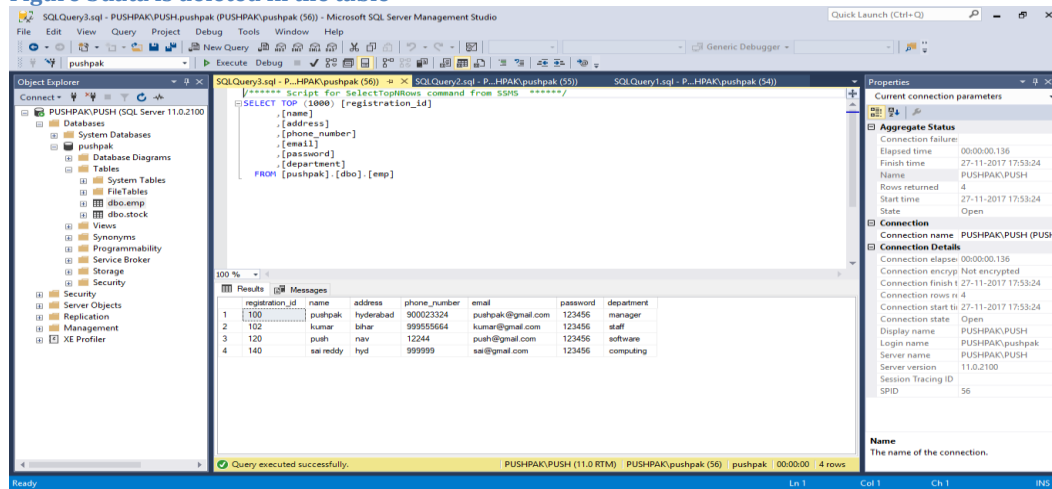 SQLQuery3.sql - PUSHPAK\PUSH.pushpak (PUSHPAK\pushpak (56)) - Microsoft SQL Server Management Studio
Quick Launch (Ctrl+Q)
File Edit View Query Project Debug Tools Window Help
New Query
Generic Debugger
pushpak
Execute Debug
Object Explorer
Connect
PUSHPAK\PUSH (SQL Server 11.0.2100
Databases
System Databases
pushpak
Database Diagrams
Tables
System Tables
FileTables
dbo.emp
dbo.stock
Views
Synonyms
Programmability
Service Broker
Storage
Security
Security
Server Objects
Replication
Management
XE Profiler
SQLQuery3.sql - P...HPAK\pushpak (56)) SQLQuery2.sql - P...HPAK\pushpak (55)) SQLQuery1.sql - P...HPAK\pushpak (54))
/****** Script for SelectTopNRows command from SSMS ******/
SELECT TOP (1000) [registration_id]
,[name]
,[address]
,[phone_number]
,[email]
,[password]
,[department]
FROM [pushpak].[dbo].[emp]
100 %
Results Messages
registration_id name address phone_number email password department
1 100 pushpak hyderabad 900023324 pushpak@gmail.com 123456 manager
2 102 kumar bihar 999555664 kumar@gmail.com 123456 staff
3 120 push nav 12244 push@gmail.com 123456 software
4 140 sai reddy hyd 999999 sai@gmail.com 123456 computing
Query executed successfully. PUSHPAK\PUSH (11.0 RTM) PUSHPAK\pushpak (56) pushpak 00:00:00 4 rows
Properties
Current connection parameters
Aggregate Status
Connection failure
Elapsed time 00:00:00.136
Finish time 27-11-2017 17:53:24
Name PUSHPAK\PUSH
Rows returned 4
Start time 27-11-2017 17:53:24
State Open
Connection
Connection name PUSHPAK\PUSH (PUSH
Connection Details
Connection elapse 00:00:00.136
Connection encryp Not encrypted
Connection finish t 27-11-2017 17:53:24
Connection rows re 4
Connection start tii 27-11-2017 17:53:24
Connection state Open
Display name PUSHPAK\PUSH
Login name PUSHPAK\pushpak
Server name PUSHPAK\PUSH
Server version 11.0.2100
Session Tracing ID
SPID 56
Name
The name of the connection.
Ready Ln 1 Col 1 Ch 1 INS